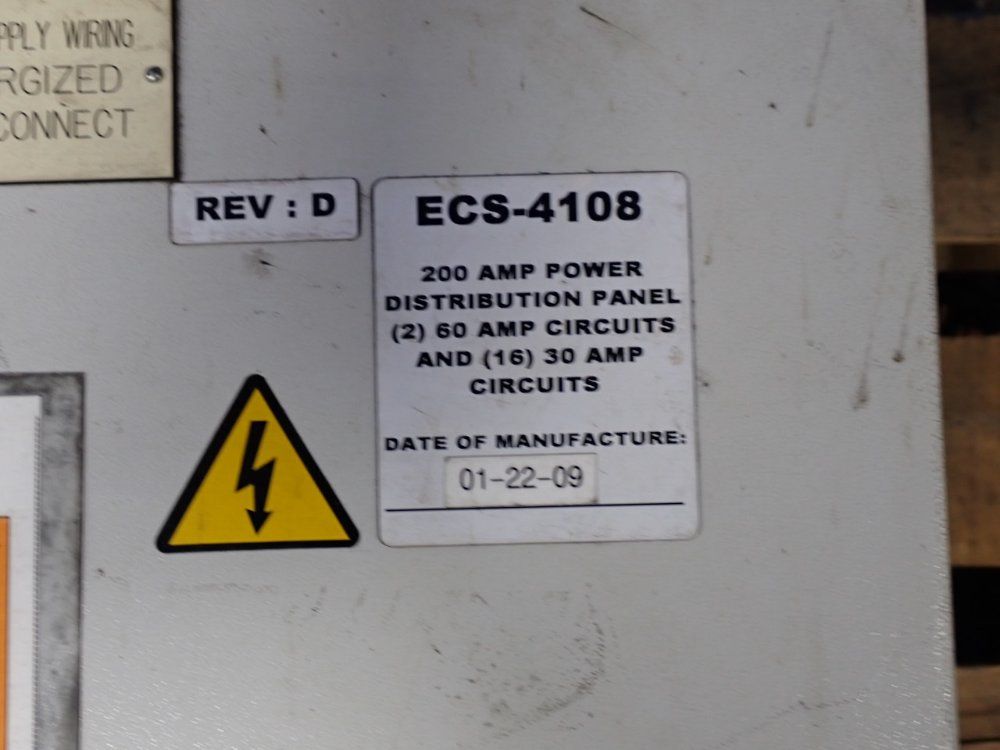 PPLY WIRING
RGIZED
CONNECT
REV : D
ECS-4108
200 AMP POWER
DISTRIBUTION PANEL
(2) 60 AMP CIRCUITS
AND (16) 30 AMP
CIRCUITS
DATE OF MANUFACTURE:
01-22-09